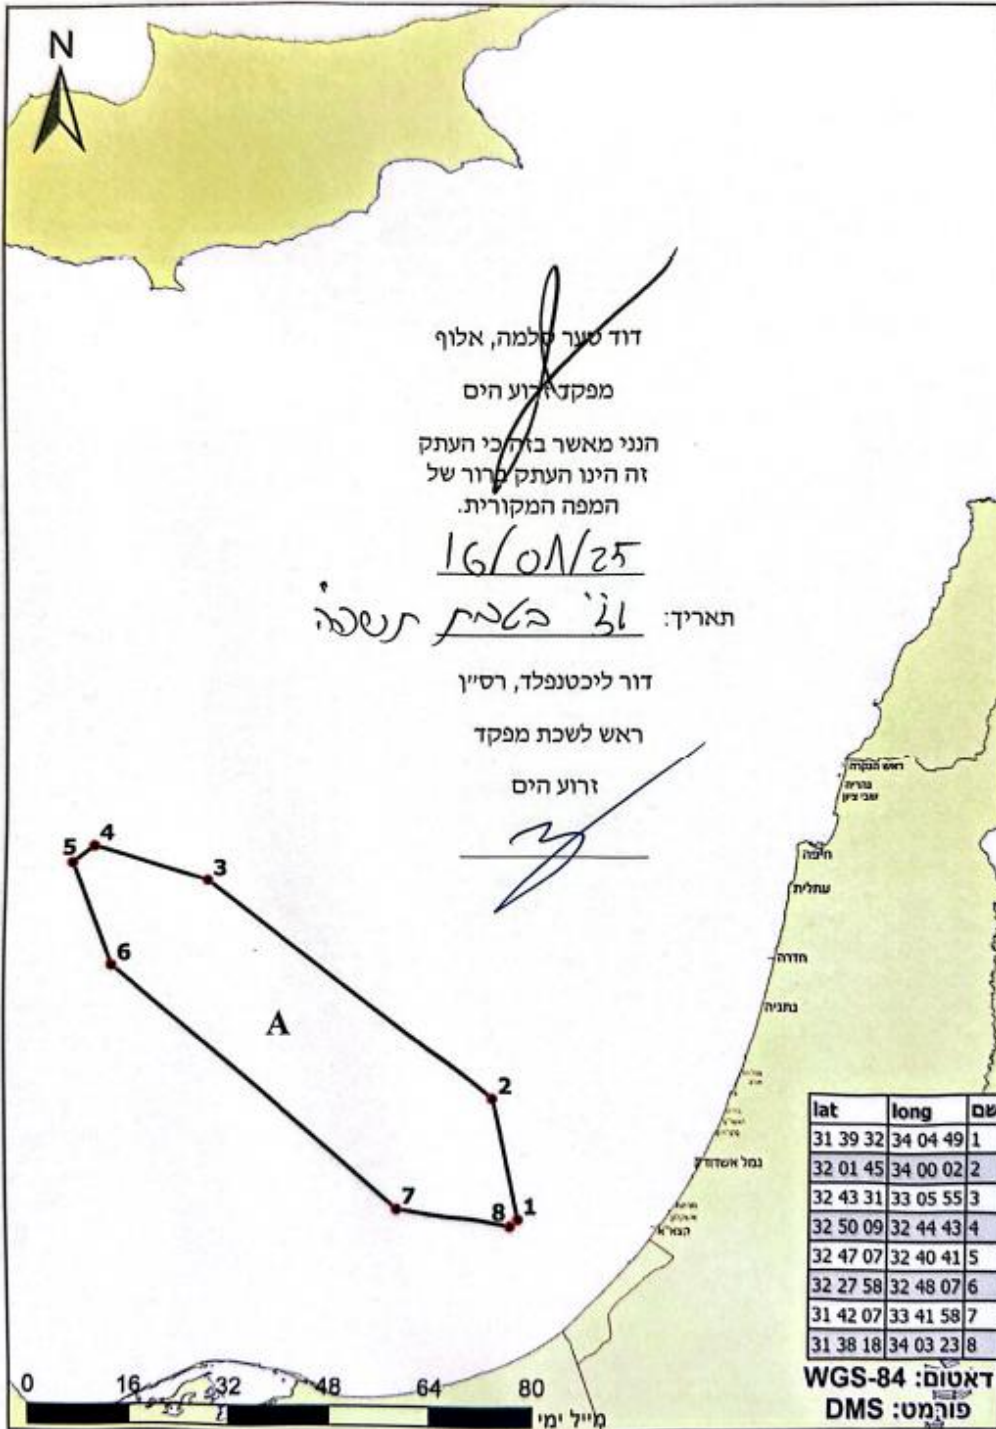 N
דוד סער סלמה, אלוף
מפקד זרוע הים
הנני מאשר בזה כי העתק
זה הינו העתק ברור של
המפה המקורית.
תאריך:
דור ליכטנפלד, רס״ן
ראש לשכת מפקד
זרוע הים
ראש הנקרה
נהריה
שבי ציון
חיפה
עתלית
חדרה
נתניה
נמל אשדוד
קצא״א
4
5
3
6
A
2
7
8
1
lat long שם
31 39 32 34 04 49 1
32 01 45 34 00 02 2
32 43 31 33 05 55 3
32 50 09 32 44 43 4
32 47 07 32 40 41 5
32 27 58 32 48 07 6
31 42 07 33 41 58 7
31 38 18 34 03 23 8
דאטום: WGS-84
פורמט: DMS
0 16 32 48 64 80
מייל ימי